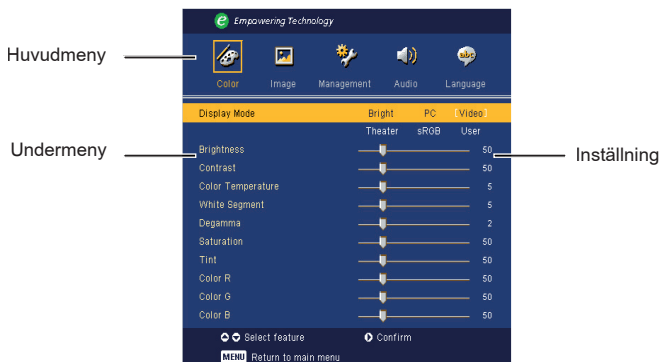 Empowering Technology
Huvudmeny
Color Image Management Audio Language
Display Mode Bright PC [Video]
Theater sRGB User
Undermeny
Inställning
Brightness 50
Contrast 50
Color Temperature 5
White Segment 5
Degamma 2
Saturation 50
Tint 50
Color R 50
Color G 50
Color B 50
Select feature Confirm
MENU Return to main menu